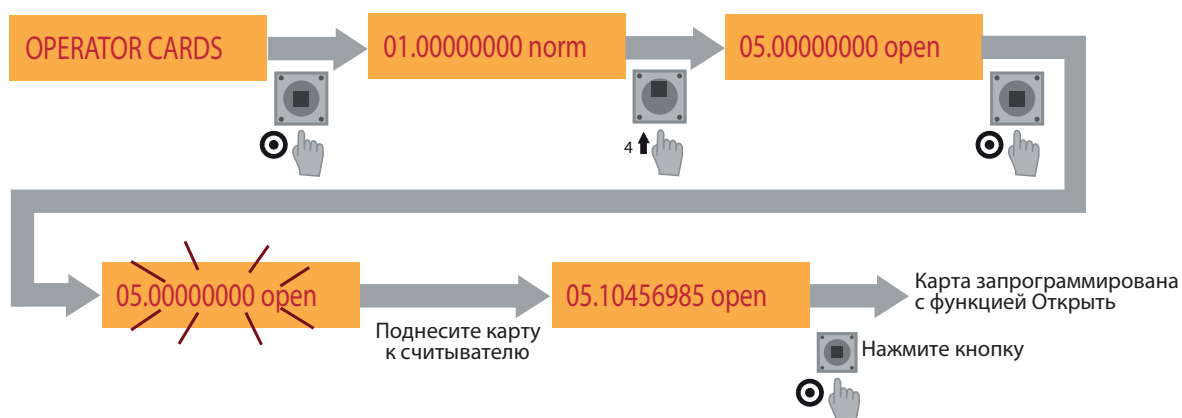 OPERATOR CARDS
01.00000000 norm
05.00000000 open
4
05.00000000 open
Поднесите карту
к считывателю
05.10456985 open
Нажмите кнопку
Карта запрограммирована
с функцией Открыть